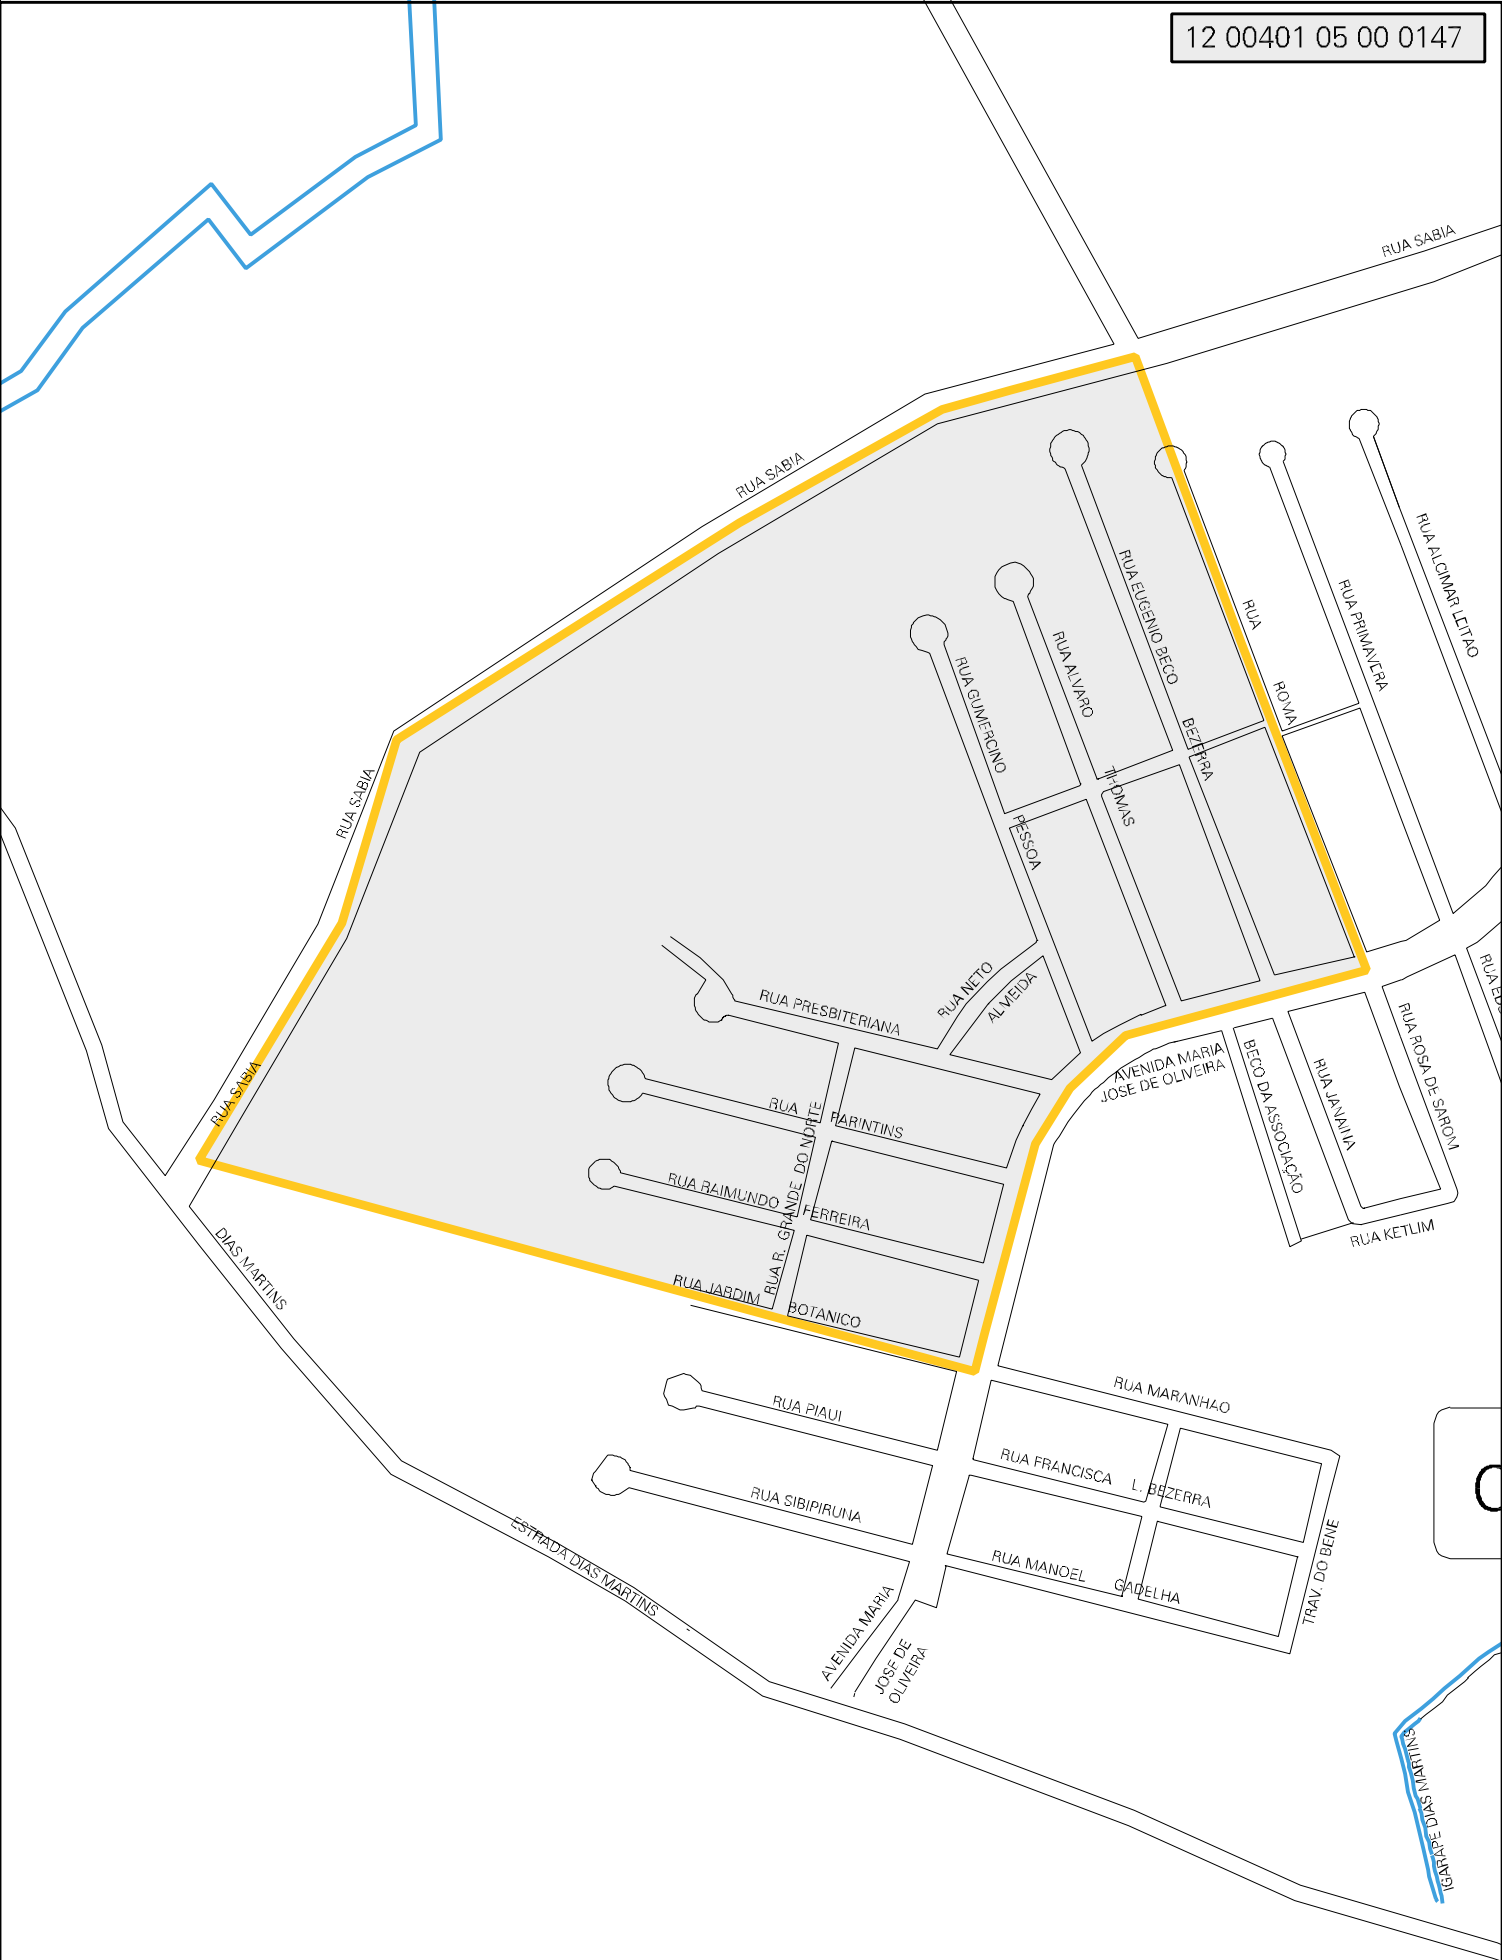 12 00401 05 00 0147
RUA SABIA
RUA SABIA
RUA SABIA
RUA SABIA
RUA ALCIMAR LEITAO
RUA PRIMAVERA
RUA
ROMA
RUA EUGENIO BECO
BEZERRA
RUA ALVARO
THOMAS
RUA GUMERCINO
PESSOA
RUA NETO
ALMEIDA
RUA PRESBITERIANA
RUA
PARINTINS
RUA RAIMUNDO
FERREIRA
RUA R. GRANDE DO NORTE
RUA JARDIM
BOTANICO
AVENIDA MARIA
JOSE DE OLIVEIRA
BECO DA ASSOCIAÇÃO
RUA JANAINA
RUA ROSA DE SAROM
RUA KETLIM
DIAS MARTINS
RUA PIAUI
RUA SIBIPIRUNA
RUA MARANHAO
RUA FRANCISCA
L. BEZERRA
RUA MANOEL
GADELHA
TRAV. DO BENE
ESTRADA DIAS MARTINS
AVENIDA MARIA
JOSE DE
OLIVEIRA
IGARAPE DIAS MARTINS